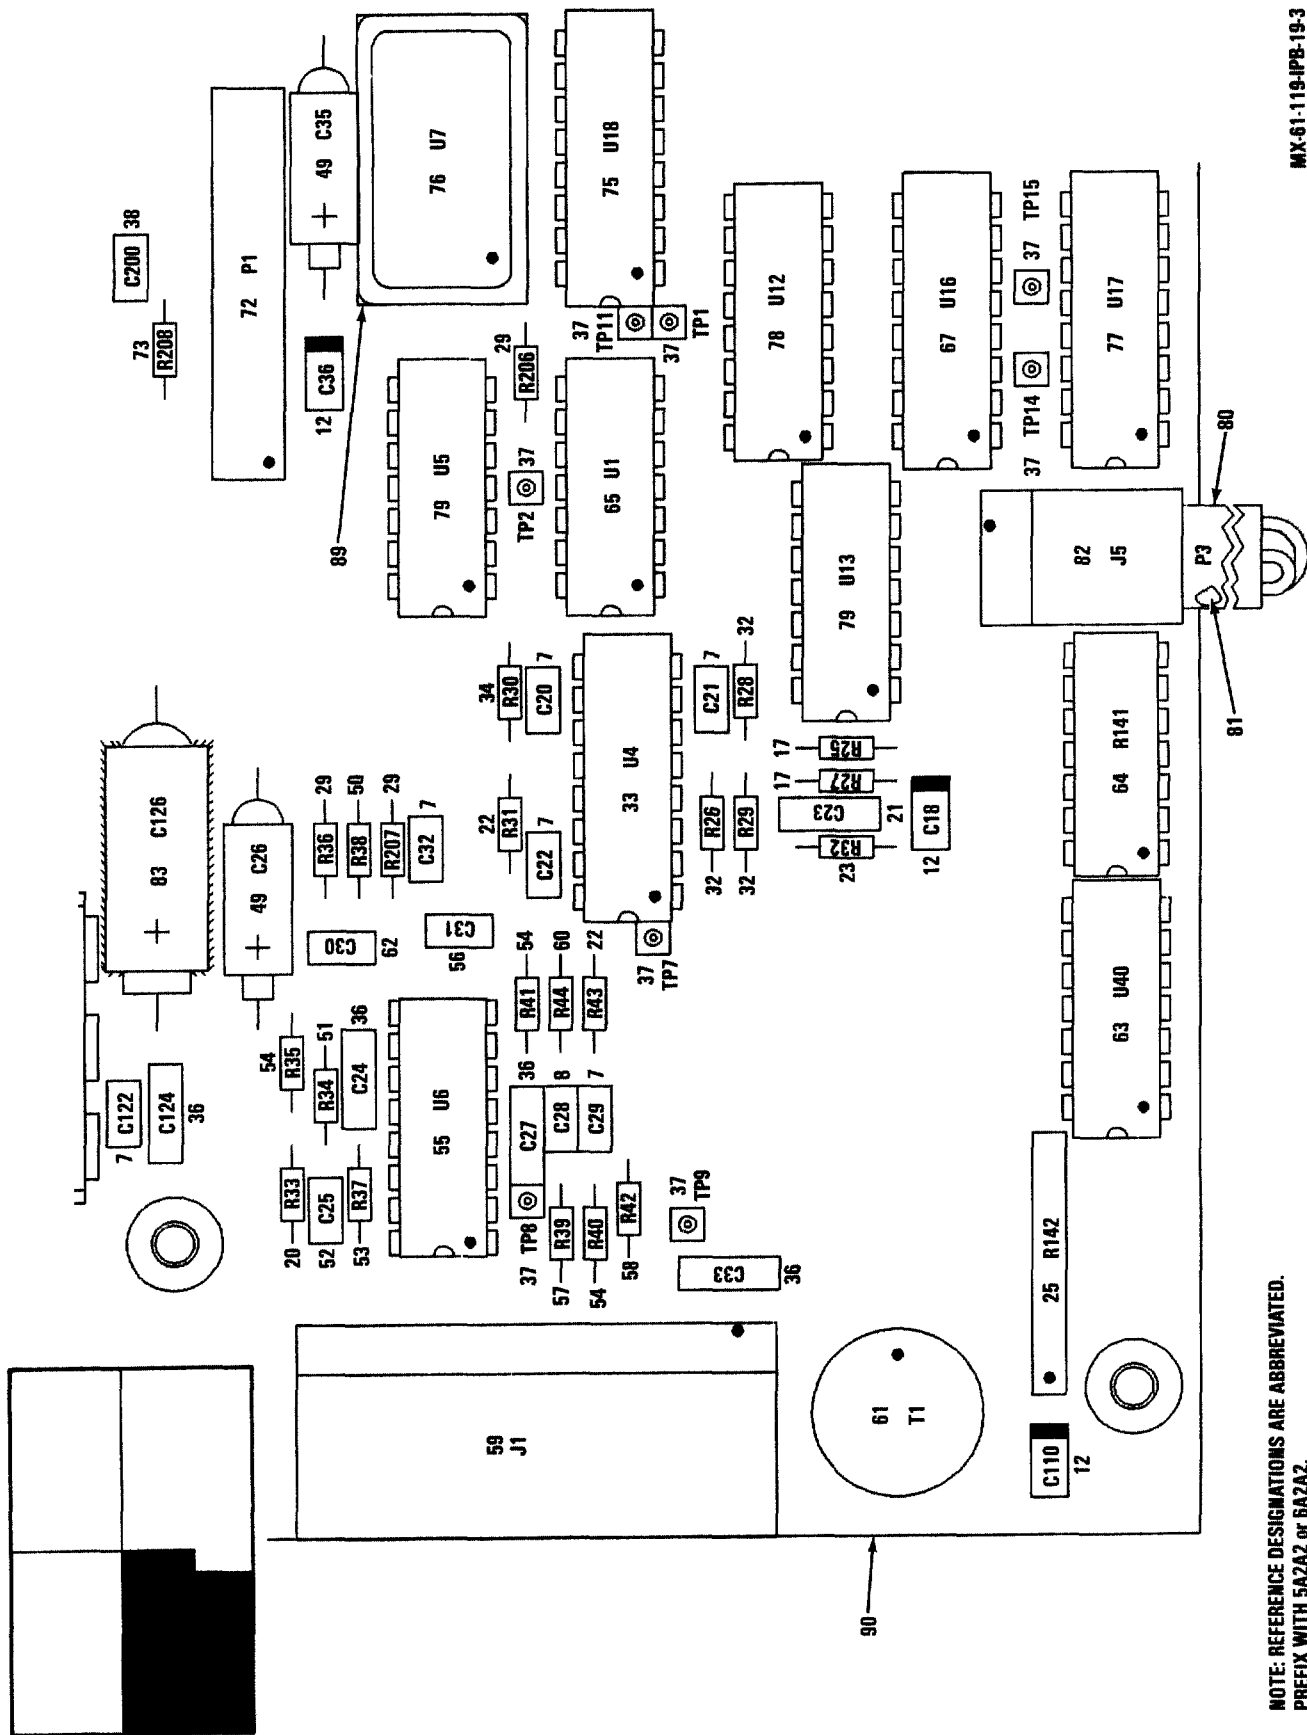 C122
7
C124
36
83 C126
C200 38
73
R208
49 C26
72 P1
54
R35
20 R33
R34 51
C25
52
C24 36
R37
53
C30
62
R36 29
R38 50
R207 29
C32 7
12 C36
49 C35
89
59
J1
55 U6
C31
56
79 U5
76 U7
37 TP8
C27 36
C28 8
C29 7
R41 54
R44 60
R43 22
57 R39
54 R40
58 R42
22
R31
C22
7
34
R30
C20
7
TP2 37
29
R206
65 U1
37
TP11
37
TP1
75 U18
33 U4
37
TP7
37
TP9
C33
36
C21 7
R28 32
32 R26
32 R29
78 U12
17 R25
17 R27
C23
21
R32
23
79 U13
12 C18
61
T1
90
67 U16
37 TP14
37 TP15
C110
12
25 R142
63 U40
64 R141
82 J5
77 U17
P3
80
81
NOTE: REFERENCE DESIGNATIONS ARE ABBREVIATED.
PREFIX WITH 5A2A2 or 6A2A2.
MX-61-119-IPB-19-3